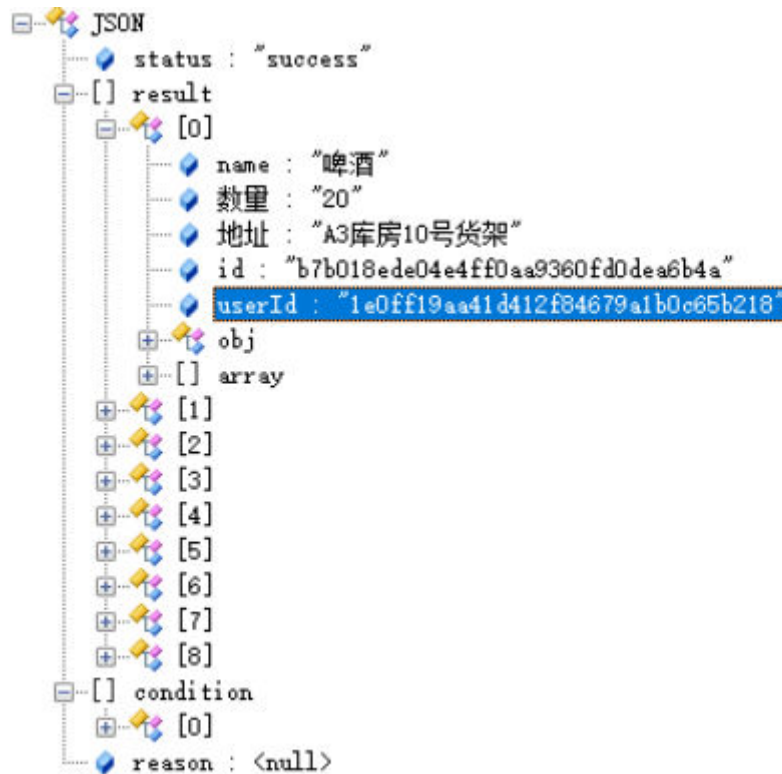 JSON
status : "success"
[] result
[0]
name : "啤酒"
数里 : "20"
地址 : "A3库房10号货架"
id : "b7b018ede04e4ff0aa9360fd0dea6b4a"
userId : "1e0ff19aa41d412f84679a1b0c65b218"
obj
[] array
[1]
[2]
[3]
[4]
[5]
[6]
[7]
[8]
[] condition
[0]
reason : <null>